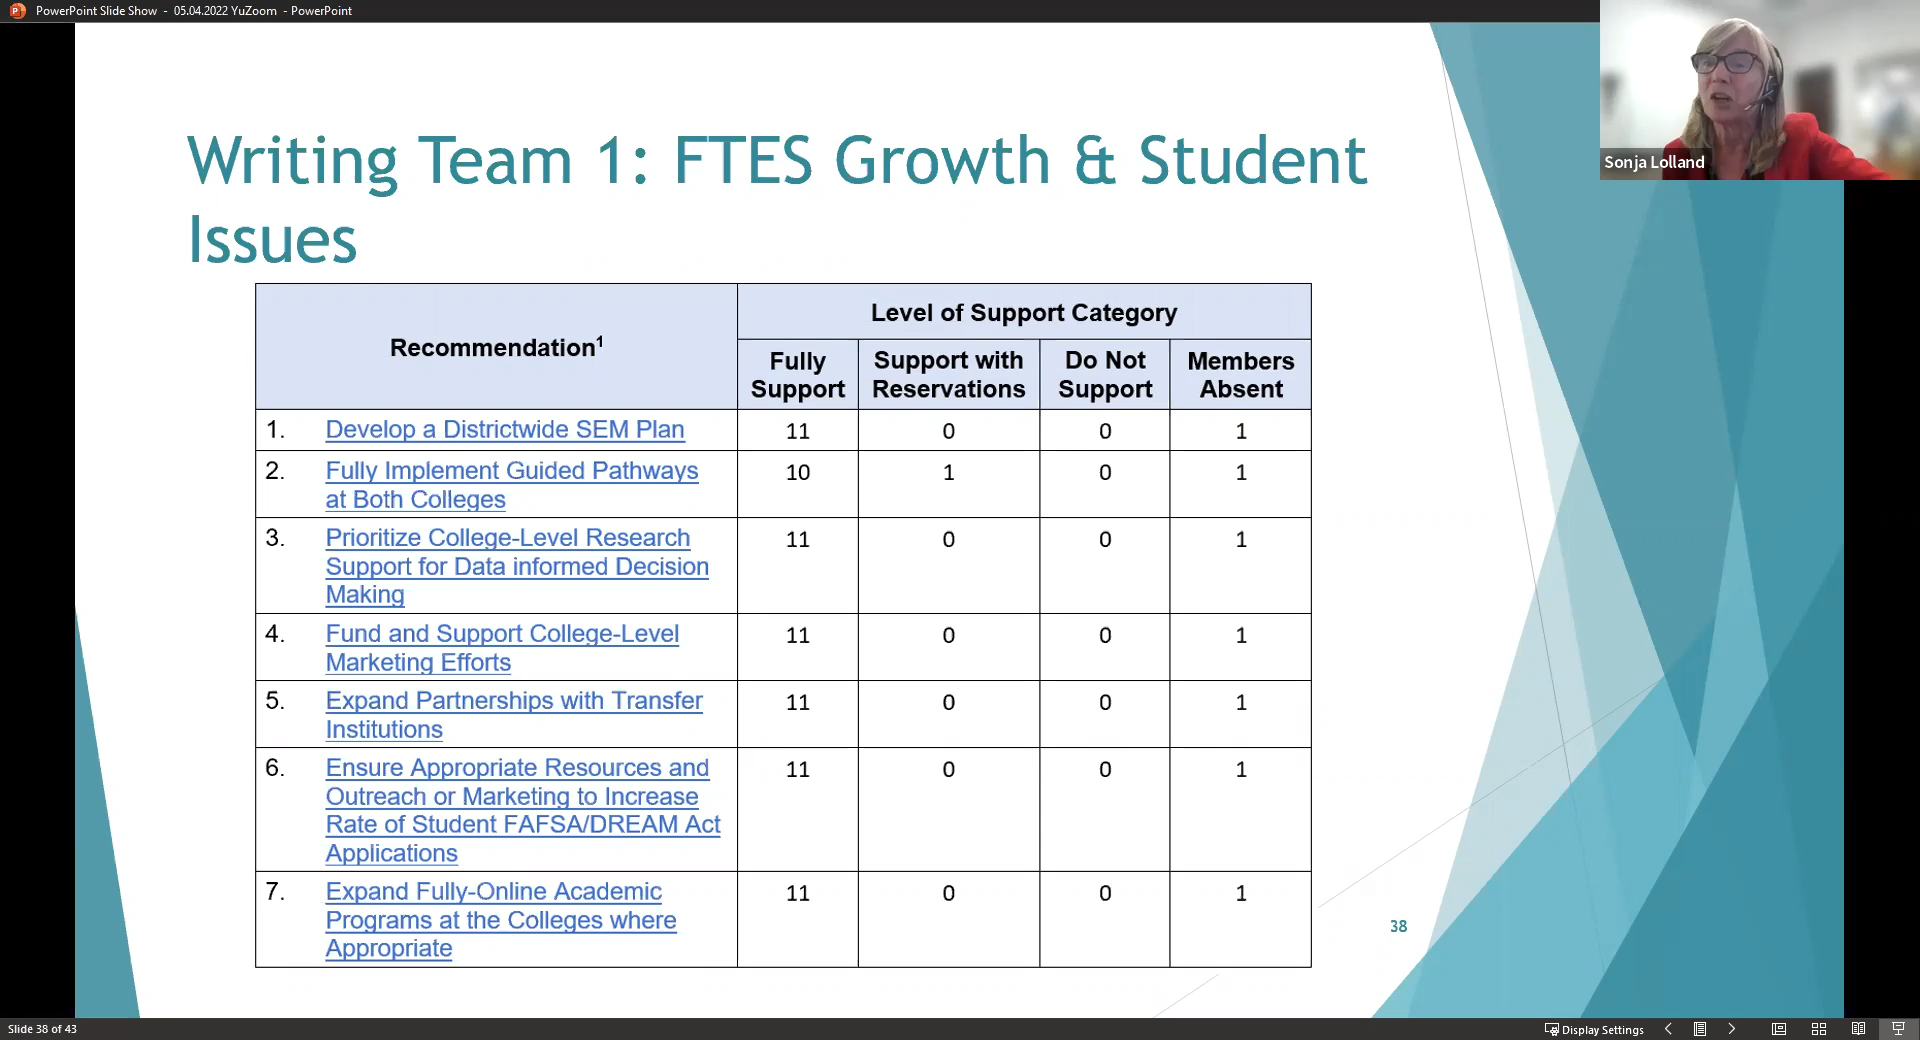 PowerPoint Slide Show - 05.04.2022 YuZoom - PowerPoint
Sonja Lolland
Writing Team 1: FTES Growth & Student
Issues
Recommendation1
Level of Support Category
Fully
Support
Support with
Reservations
Do Not
Support
Members
Absent
1. Develop a Districtwide SEM Plan 11 0 0 1
2. Fully Implement Guided Pathways 10 1 0 1
at Both Colleges
3. Prioritize College-Level Research 11 0 0 1
Support for Data informed Decision
Making
4. Fund and Support College-Level 11 0 0 1
Marketing Efforts
5. Expand Partnerships with Transfer 11 0 0 1
Institutions
6. Ensure Appropriate Resources and 11 0 0 1
Outreach or Marketing to Increase
Rate of Student FAFSA/DREAM Act
Applications
7. Expand Fully-Online Academic 11 0 0 1
Programs at the Colleges where
Appropriate
38
Slide 38 of 43
Display Settings